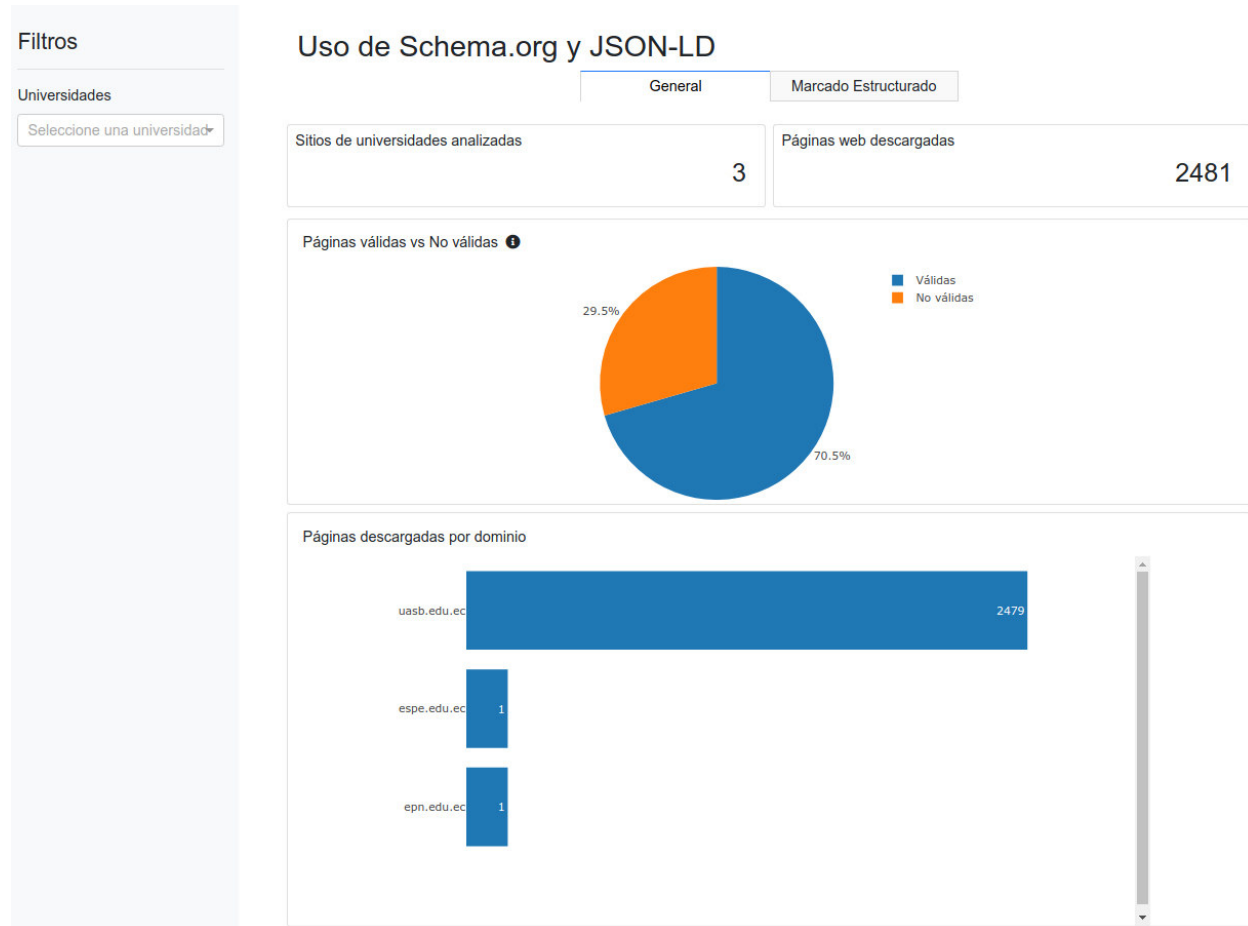 Filtros
Universidades
Seleccione una universidad
Uso de Schema.org y JSON-LD
General
Marcado Estructurado
Sitios de universidades analizadas
3
Páginas web descargadas
2481
Páginas válidas vs No válidas
29.5%
70.5%
Válidas
No válidas
Páginas descargadas por dominio
uasb.edu.ec
2479
espe.edu.ec
1
epn.edu.ec
1